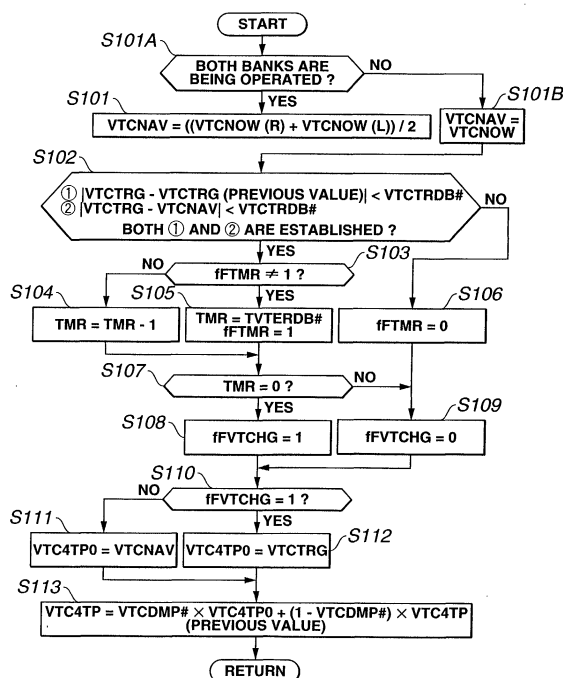 START
S101A
BOTH BANKS ARE
BEING OPERATED ?
NO
YES
S101
VTCNAV = ((VTCNOW (R) + VTCNOW (L)) / 2
S101B
VTCNAV =
VTCNOW
S102
① |VTCTRG - VTCTRG (PREVIOUS VALUE)| < VTCTRDB#
② |VTCTRG - VTCNAV| < VTCTRDB#
BOTH ① AND ② ARE ESTABLISHED ?
NO
YES
S103
fFTMR ≠ 1 ?
NO
YES
S104
TMR = TMR - 1
S105
TMR = TVTERDB#
fFTMR = 1
S106
fFTMR = 0
S107
TMR = 0 ?
NO
YES
S108
fFVTCHG = 1
S109
fFVTCHG = 0
S110
fFVTCHG = 1 ?
NO
YES
S111
VTC4TP0 = VTCNAV
S112
VTC4TP0 = VTCTRG
S113
VTC4TP = VTCDMP# × VTC4TP0 + (1 - VTCDMP#) × VTC4TP
(PREVIOUS VALUE)
RETURN